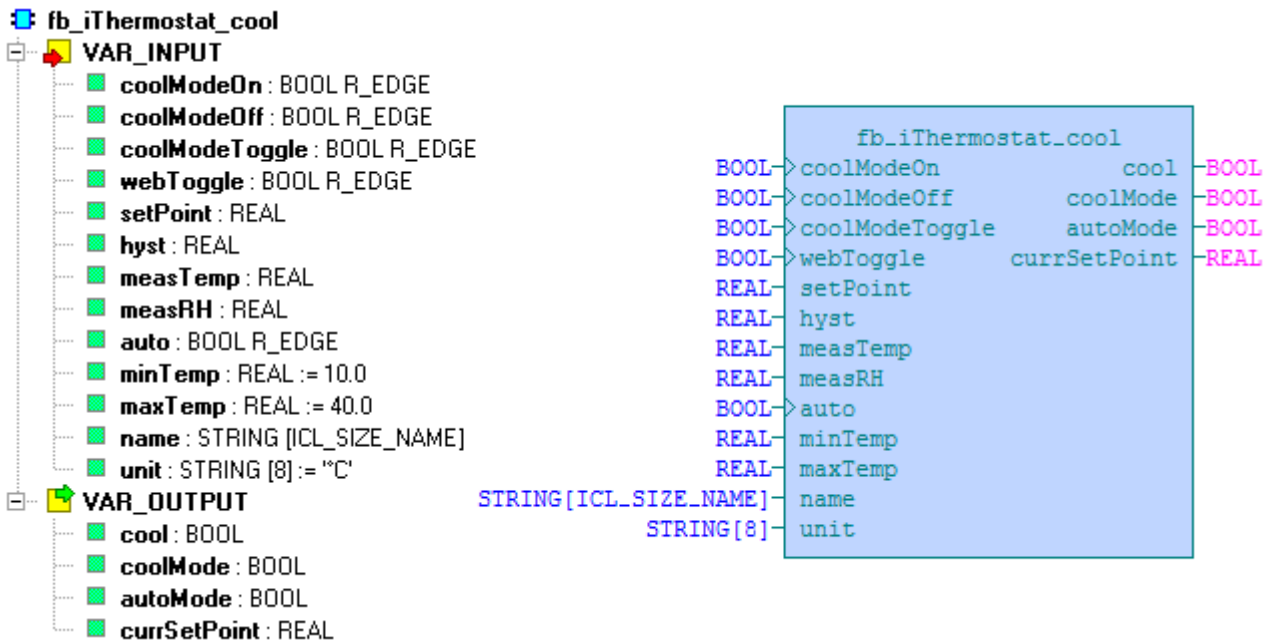 fb_iThermostat_cool
VAR_INPUT
coolModeOn : BOOL R_EDGE
coolModeOff : BOOL R_EDGE
coolModeToggle : BOOL R_EDGE
webToggle : BOOL R_EDGE
setPoint : REAL
hyst : REAL
measTemp : REAL
measRH : REAL
auto : BOOL R_EDGE
minTemp : REAL := 10.0
maxTemp : REAL := 40.0
name : STRING [ICL_SIZE_NAME]
unit : STRING [8] := '°C'
VAR_OUTPUT
cool : BOOL
coolMode : BOOL
autoMode : BOOL
currSetPoint : REAL
fb_iThermostat_cool
BOOL coolModeOn cool BOOL
BOOL coolModeOff coolMode BOOL
BOOL coolModeToggle autoMode BOOL
BOOL webToggle currSetPoint REAL
REAL setPoint
REAL hyst
REAL measTemp
REAL measRH
BOOL auto
REAL minTemp
REAL maxTemp
STRING[ICL_SIZE_NAME] name
STRING[8] unit